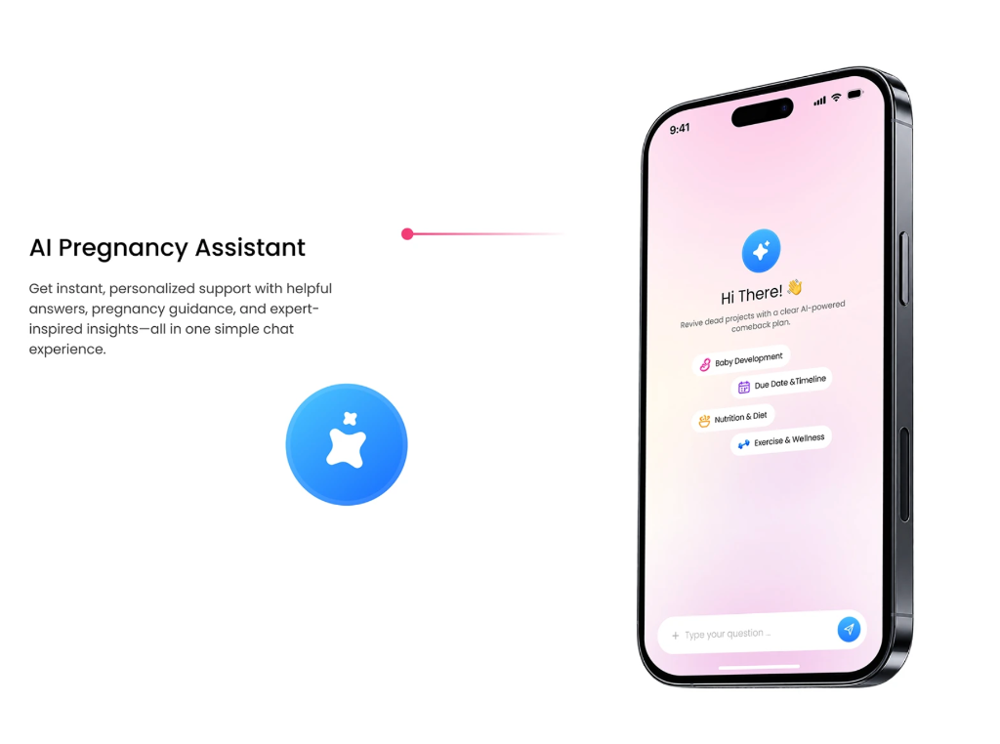 AI Pregnancy Assistant
Get instant, personalized support with helpful
answers, pregnancy guidance, and expert-
inspired insights—all in one simple chat
experience.
9:41
Hi There! 👋
Revive dead projects with a clear AI-powered
comeback plan.
Baby Development
Due Date &Timeline
Nutrition & Diet
Exercise & Wellness
+ Type your question ...